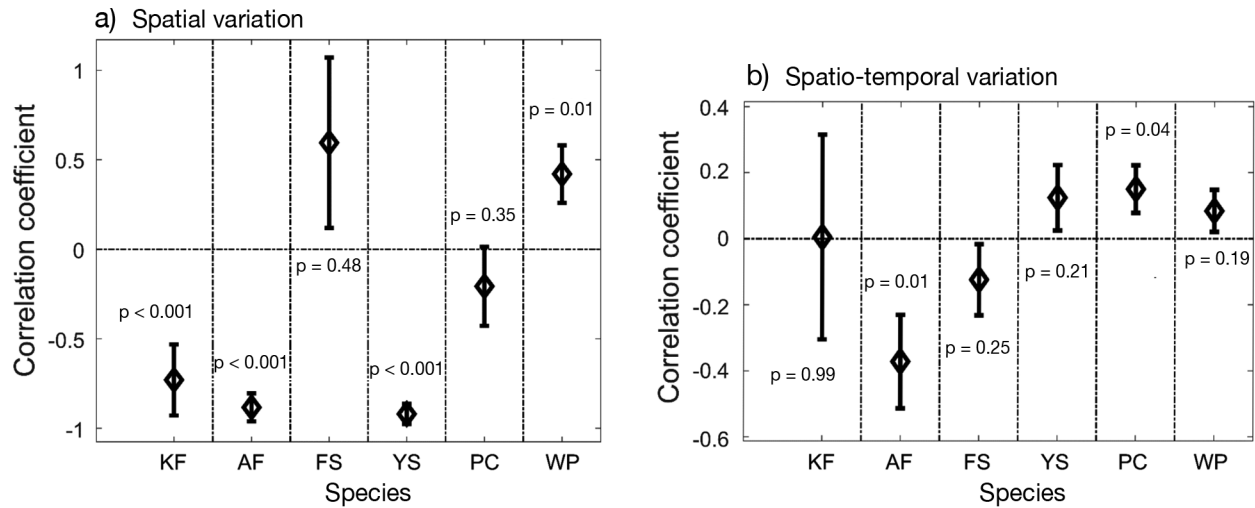 a) Spatial variation
Correlation coefficient
1
0.5
0
-0.5
-1
p < 0.001
p < 0.001
p = 0.48
p < 0.001
p = 0.35
p = 0.01
KF AF FS YS PC WP
Species
b) Spatio-temporal variation
Correlation coefficient
0.4
0.2
0
-0.2
-0.4
-0.6
p = 0.99
p = 0.01
p = 0.25
p = 0.21
p = 0.04
p = 0.19
KF AF FS YS PC WP
Species